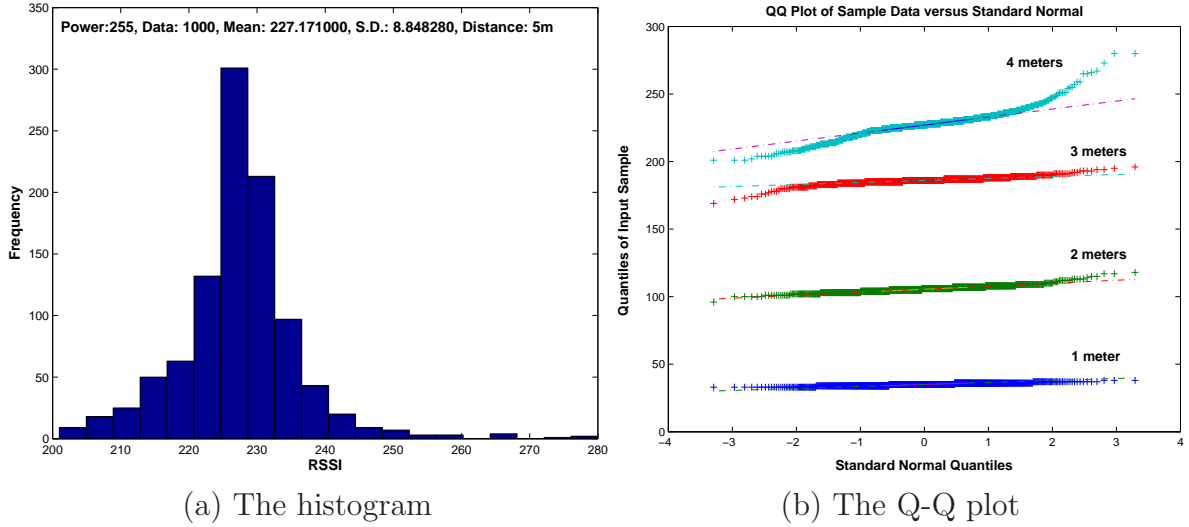 Power:255, Data: 1000, Mean: 227.171000, S.D.: 8.848280, Distance: 5m
Frequency
350
300
250
200
150
100
50
0
200 210 220 230 240 250 260 270 280
RSSI
(a) The histogram
QQ Plot of Sample Data versus Standard Normal
Quantiles of Input Sample
300
250
200
150
100
50
0
4 meters
3 meters
2 meters
1 meter
−4 −3 −2 −1 0 1 2 3 4
Standard Normal Quantiles
(b) The Q-Q plot